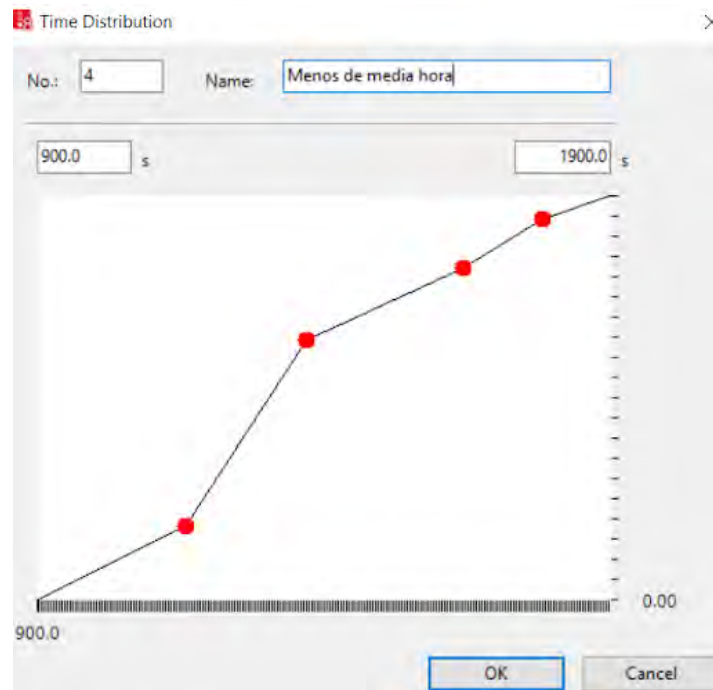 Time Distribution
No.: 4 Name: Menos de media hora
900.0 s 1900.0 s
0.00
900.0
OK Cancel